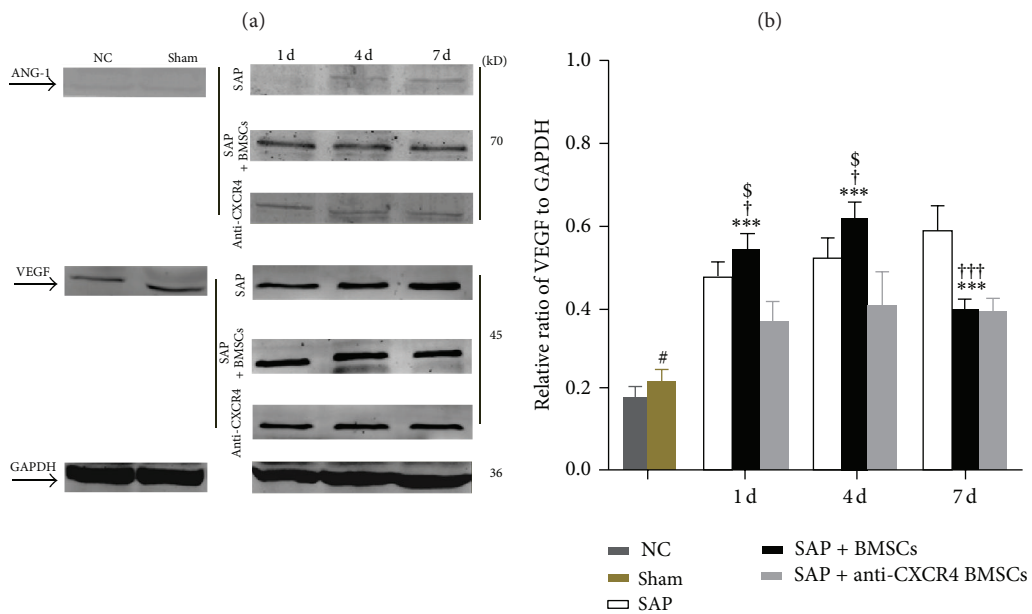 (a)
NC
Sham
1 d
4 d
7 d
(kD)
ANG-1
SAP
SAP
+ BMSCs
70
Anti-CXCR4
VEGF
SAP
SAP
+ BMSCs
45
Anti-CXCR4
GAPDH
36
(b)
Relative ratio of VEGF to GAPDH
1.0
0.8
0.6
0.4
0.2
0.0
#
$
†
***
$
†
***
†††
***
1 d
4 d
7 d
NC
Sham
SAP
SAP + BMSCs
SAP + anti-CXCR4 BMSCs